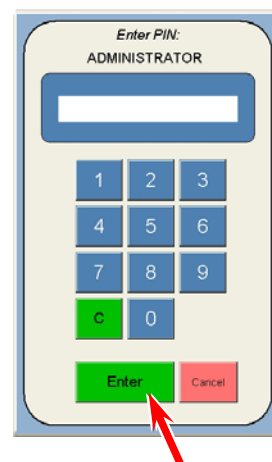 Enter PIN:
ADMINISTRATOR
1 2 3
4 5 6
7 8 9
C 0
Enter Cancel